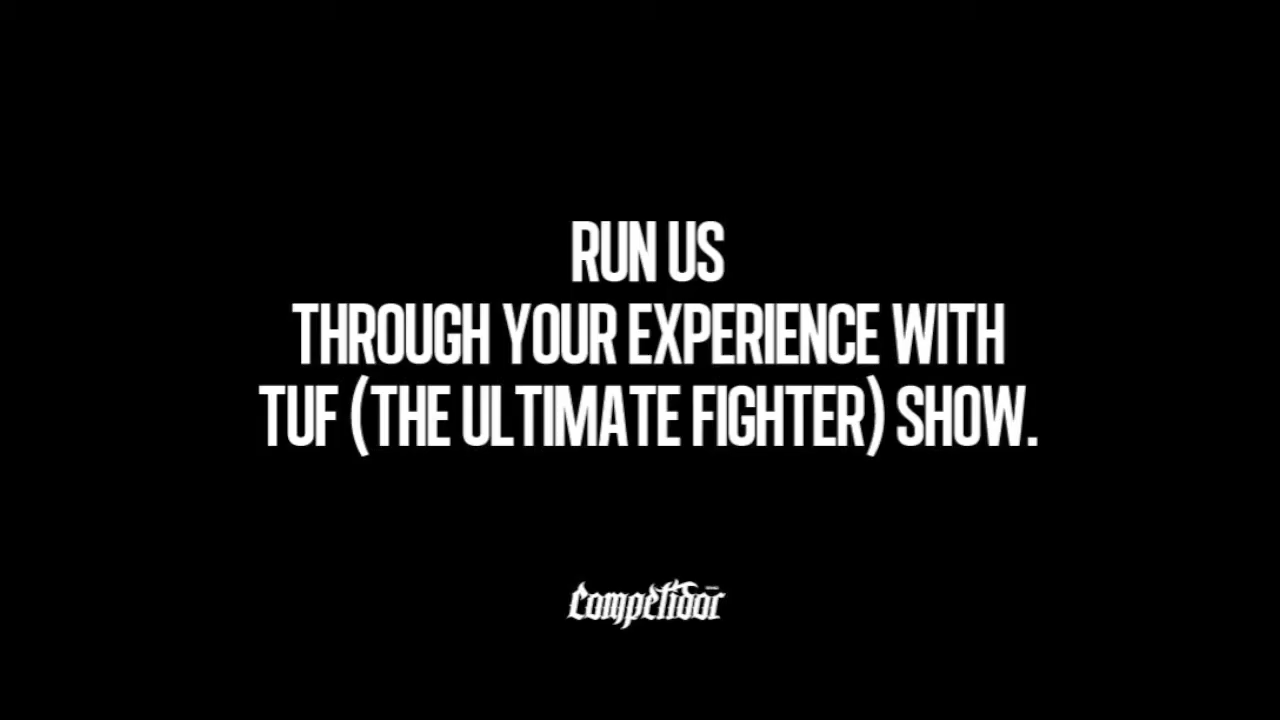 RUN US
THROUGH YOUR EXPERIENCE WITH
TUF (THE ULTIMATE FIGHTER) SHOW.
Competidor